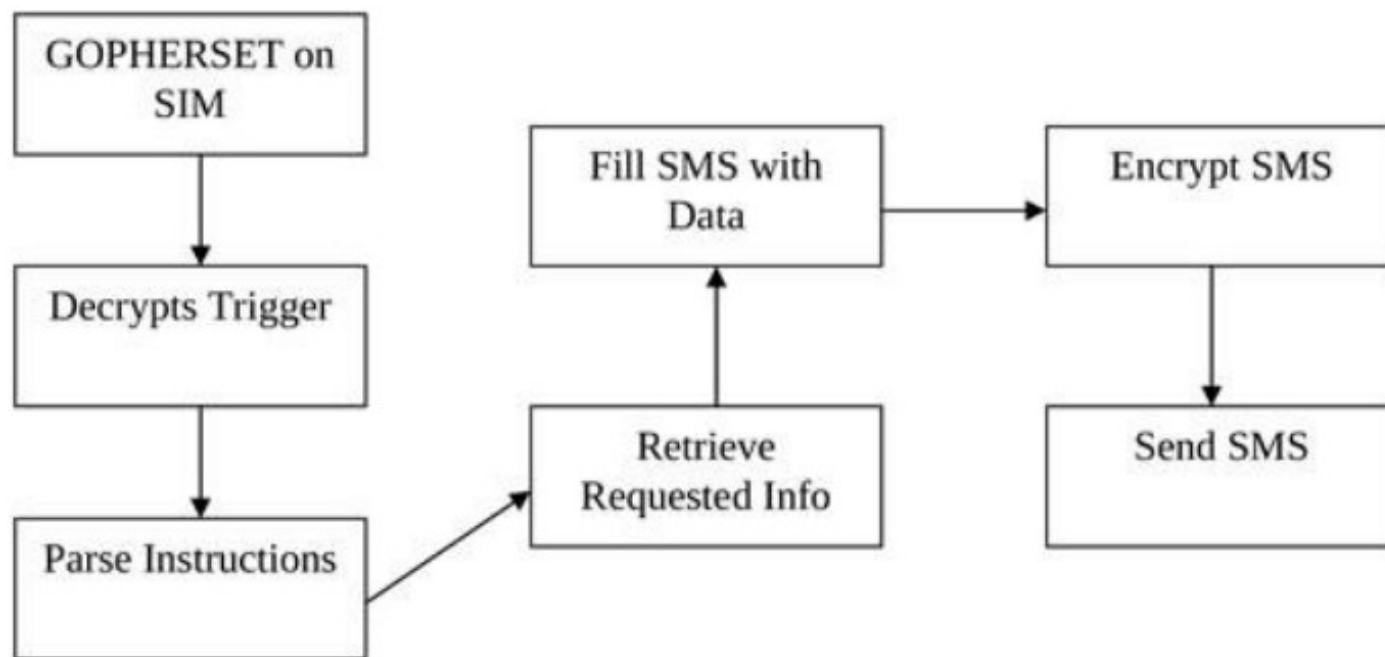 GOPHERSET on
SIM
Decrypts Trigger
Parse Instructions
Retrieve
Requested Info
Fill SMS with
Data
Encrypt SMS
Send SMS